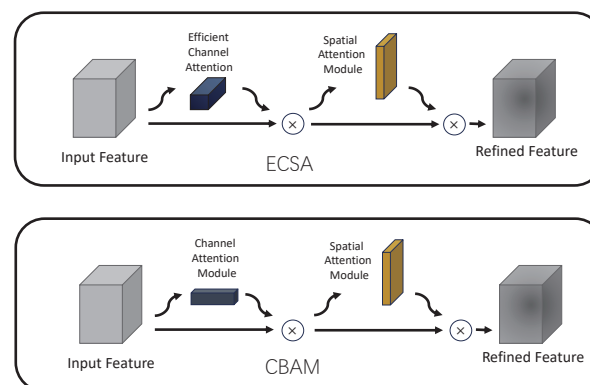 Efficient
Channel
Attention
Spatial
Attention
Module
×
×
Input Feature
Refined Feature
ECSA
Channel
Attention
Module
Spatial
Attention
Module
×
×
Input Feature
Refined Feature
CBAM